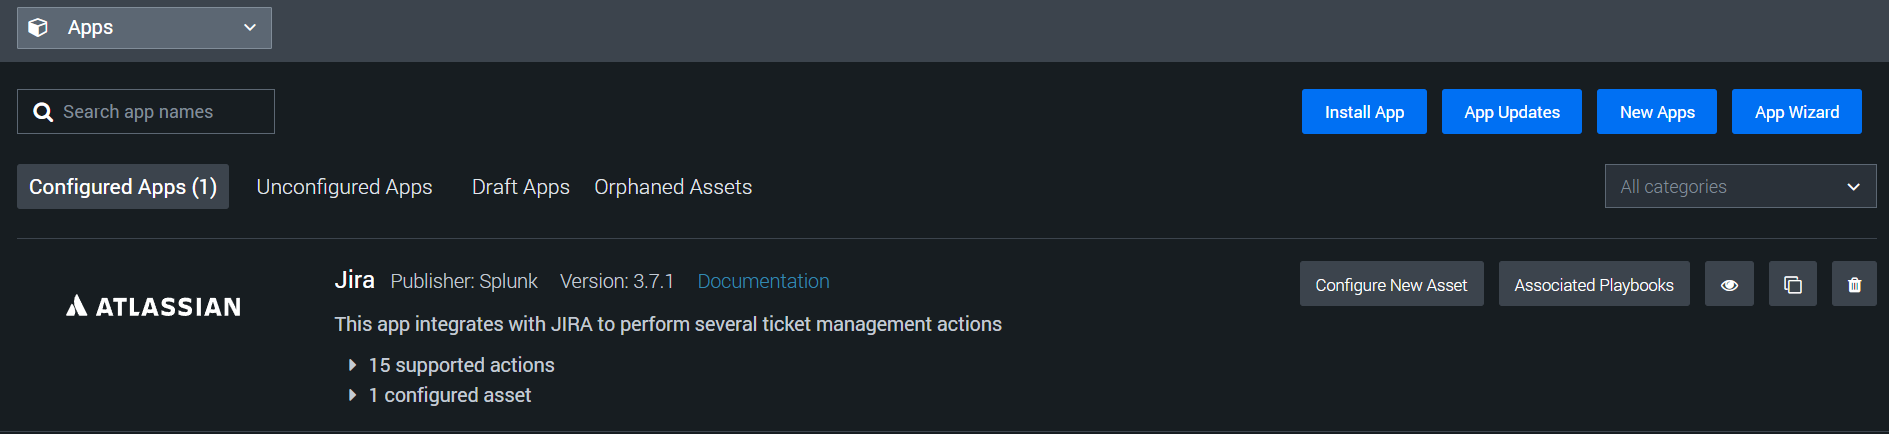 Apps
Search app names
Install App
App Updates
New Apps
App Wizard
Configured Apps (1)
Unconfigured Apps
Draft Apps
Orphaned Assets
All categories
ATLASSIAN
Jira Publisher: Splunk Version: 3.7.1 Documentation
Configure New Asset
Associated Playbooks
This app integrates with JIRA to perform several ticket management actions
15 supported actions
1 configured asset